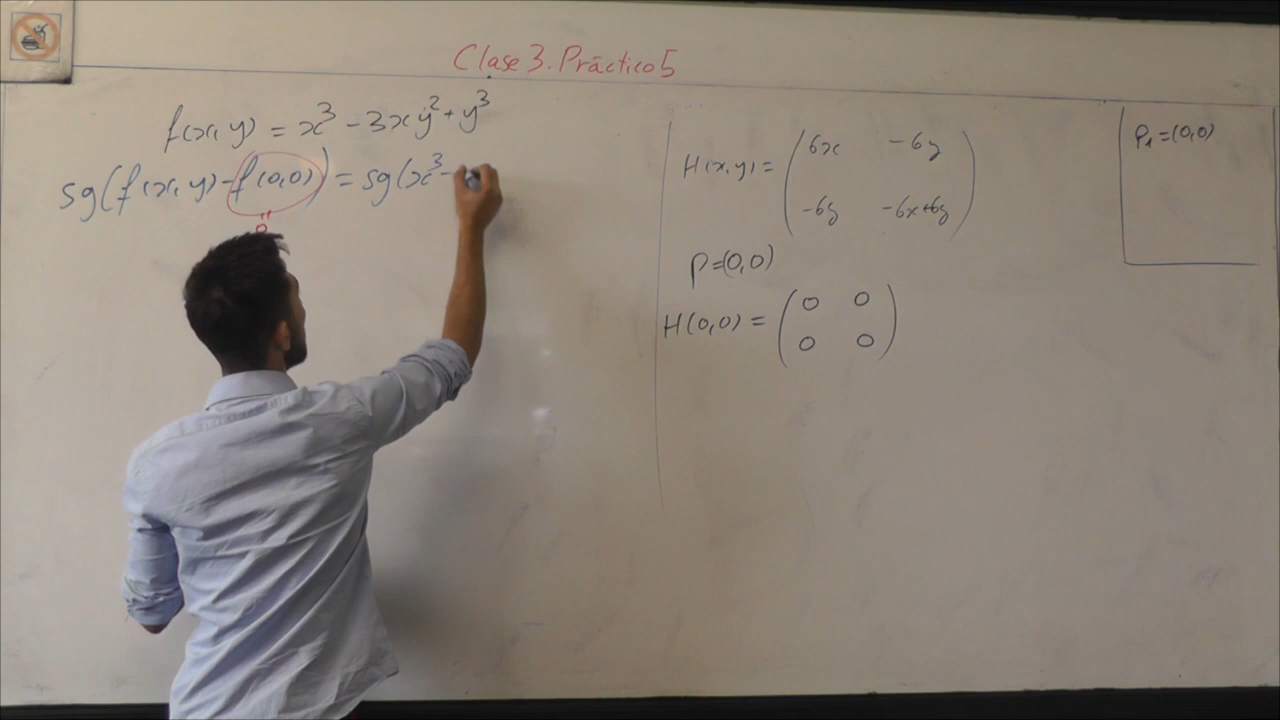 Clase 3. Práctico 5
f(x,y) = x³ - 3xy² + y³
sg(f(x,y) - f(0,0)) = sg(x³ -
"
0
H(x,y) = ( 6x -6y
-6y -6x+6y )
P=(0,0)
H(0,0) = ( 0 0
0 0 )
P₁=(0,0)